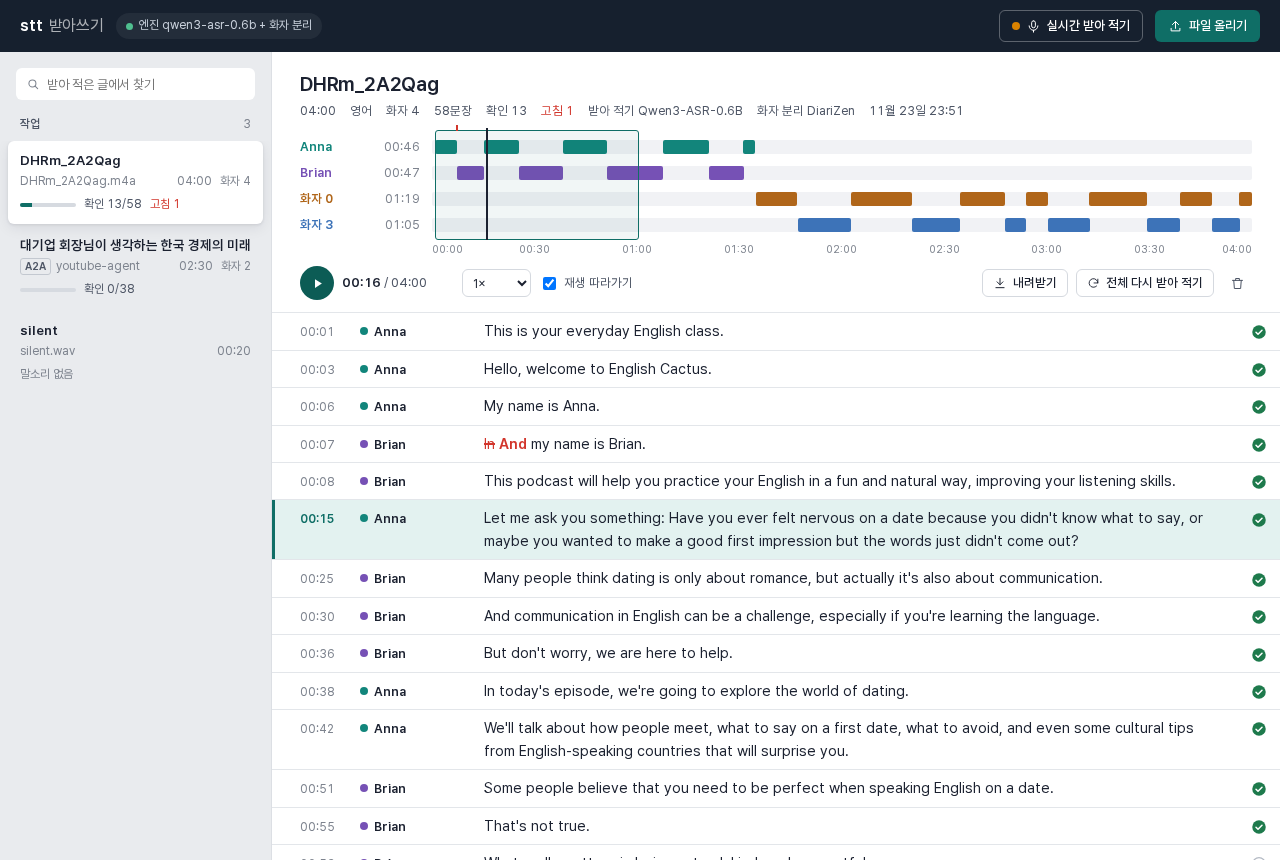 stt 받아쓰기 엔진 qwen3-asr-0.6b + 화자 분리 실시간 받아 적기 파일 올리기
받아 적은 글에서 찾기
작업 3
DHRm_2A2Qag
DHRm_2A2Qag.m4a 04:00 화자 4
확인 13/58 고침 1
대기업 회장님이 생각하는 한국 경제의 미래
A2A youtube-agent 02:30 화자 2
확인 0/38
silent
silent.wav 00:20
말소리 없음
DHRm_2A2Qag
04:00 영어 화자 4 58문장 확인 13 고침 1 받아 적기 Qwen3-ASR-0.6B 화자 분리 DiariZen 11월 23일 23:51
Anna 00:46
Brian 00:47
화자 0 01:19
화자 3 01:05
00:00 00:30 01:00 01:30 02:00 02:30 03:00 03:30 04:00
00:16 / 04:00 1× 재생 따라가기 내려받기 전체 다시 받아 적기
00:01 Anna This is your everyday English class.
00:03 Anna Hello, welcome to English Cactus.
00:06 Anna My name is Anna.
00:07 Brian In And my name is Brian.
00:08 Brian This podcast will help you practice your English in a fun and natural way, improving your listening skills.
00:15 Anna Let me ask you something: Have you ever felt nervous on a date because you didn't know what to say, or
maybe you wanted to make a good first impression but the words just didn't come out?
00:25 Brian Many people think dating is only about romance, but actually it's also about communication.
00:30 Brian And communication in English can be a challenge, especially if you're learning the language.
00:36 Brian But don't worry, we are here to help.
00:38 Anna In today's episode, we're going to explore the world of dating.
00:42 Anna We'll talk about how people meet, what to say on a first date, what to avoid, and even some cultural tips
from English-speaking countries that will surprise you.
00:51 Brian Some people believe that you need to be perfect when speaking English on a date.
00:55 Brian That's not true.